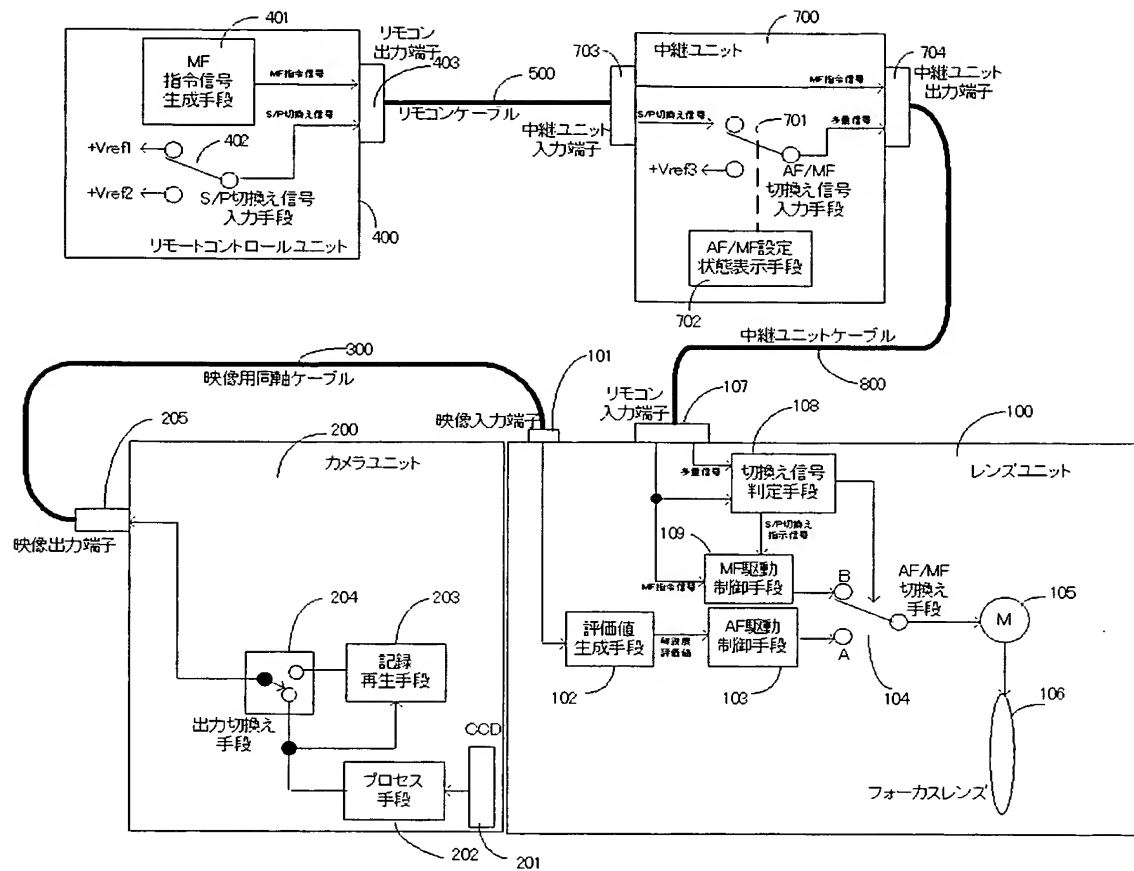 401
MF
指令信号
生成手段
MF指令信号
S/P切換え信号
+Vref1
402
+Vref2
S/P切換え信号
入力手段
リモートコントロールユニット
400
リモコン
出力端子
403
500
リモコンケーブル
703
中継ユニット
入力端子
700
中継ユニット
704
中継ユニット
出力端子
MF指令信号
S/P切換え信号
701
多重信号
+Vref3
AF/MF
切換え信号
入力手段
AF/MF設定
状態表示手段
702
中継ユニットケーブル
800
300
映像用同軸ケーブル
101
映像入力端子
リモコン
入力端子
107
108
100
205
映像出力端子
200
カメラユニット
レンズユニット
多重信号
切換え信号
判定手段
S/P切換え
指示信号
109
MF指令信号
MF駆動
制御手段
B
AF/MF
切換え
手段
105
M
204
203
記録
再生手段
出力切換え
手段
評価値
生成手段
102
解説度
評価値
AF駆動
制御手段
103
A
104
106
CCD
プロセス
手段
202
201
フォーカスレンズ